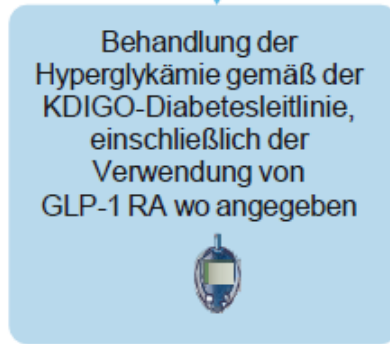 Behandlung der
Hyperglykämie gemäß der
KDIGO-Diabetesleitlinie,
einschließlich der
Verwendung von
GLP-1 RA wo angegeben